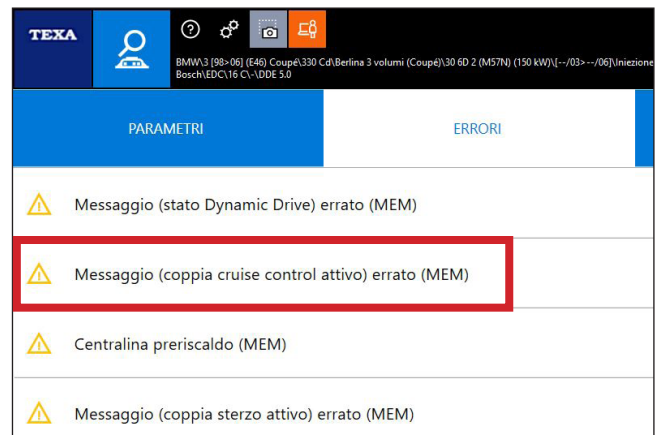 TEXA
BMW\3 [98>06] (E46) Coupé\330 Cd\Berlina 3 volumi (Coupé)\30 6D 2 (M57N) (150 kW)\[--/03>--/06]\Iniezione
Bosch\EDC\16 C\-\DDE 5.0
PARAMETRI
ERRORI
Messaggio (stato Dynamic Drive) errato (MEM)
Messaggio (coppia cruise control attivo) errato (MEM)
Centralina preriscaldo (MEM)
Messaggio (coppia sterzo attivo) errato (MEM)